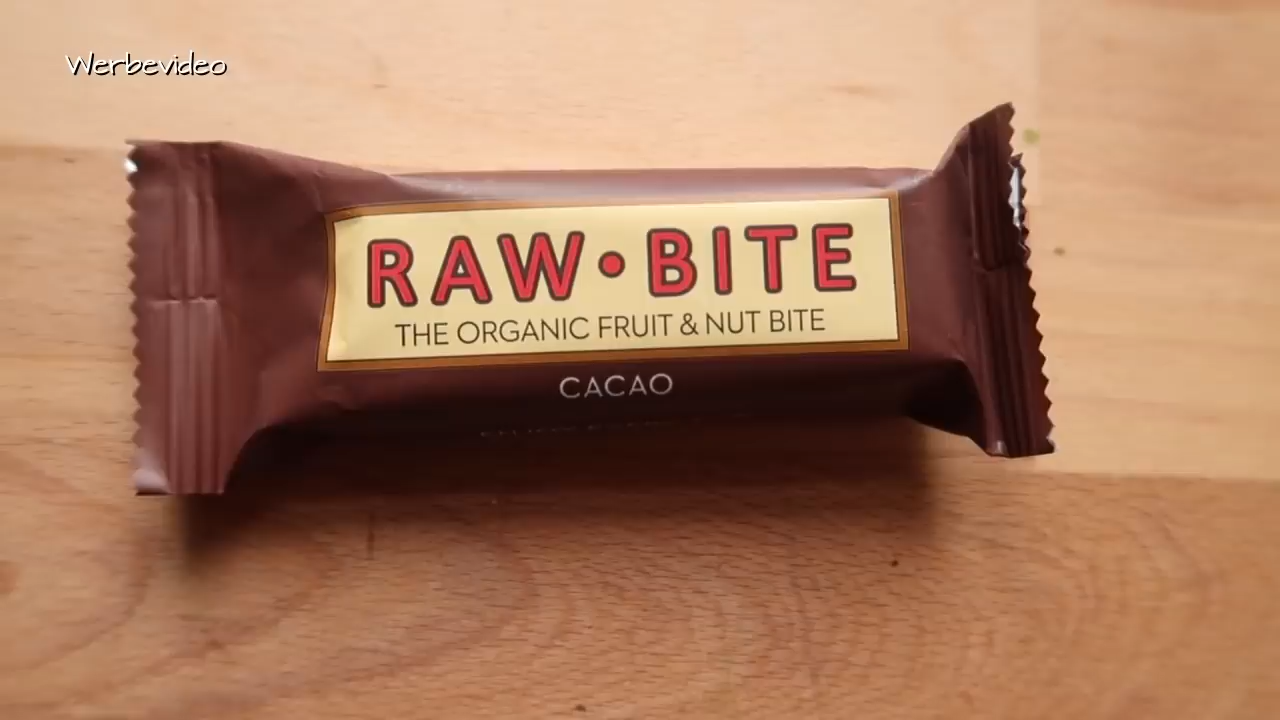 Werbevideo
RAW•BITE
THE ORGANIC FRUIT & NUT BITE
CACAO